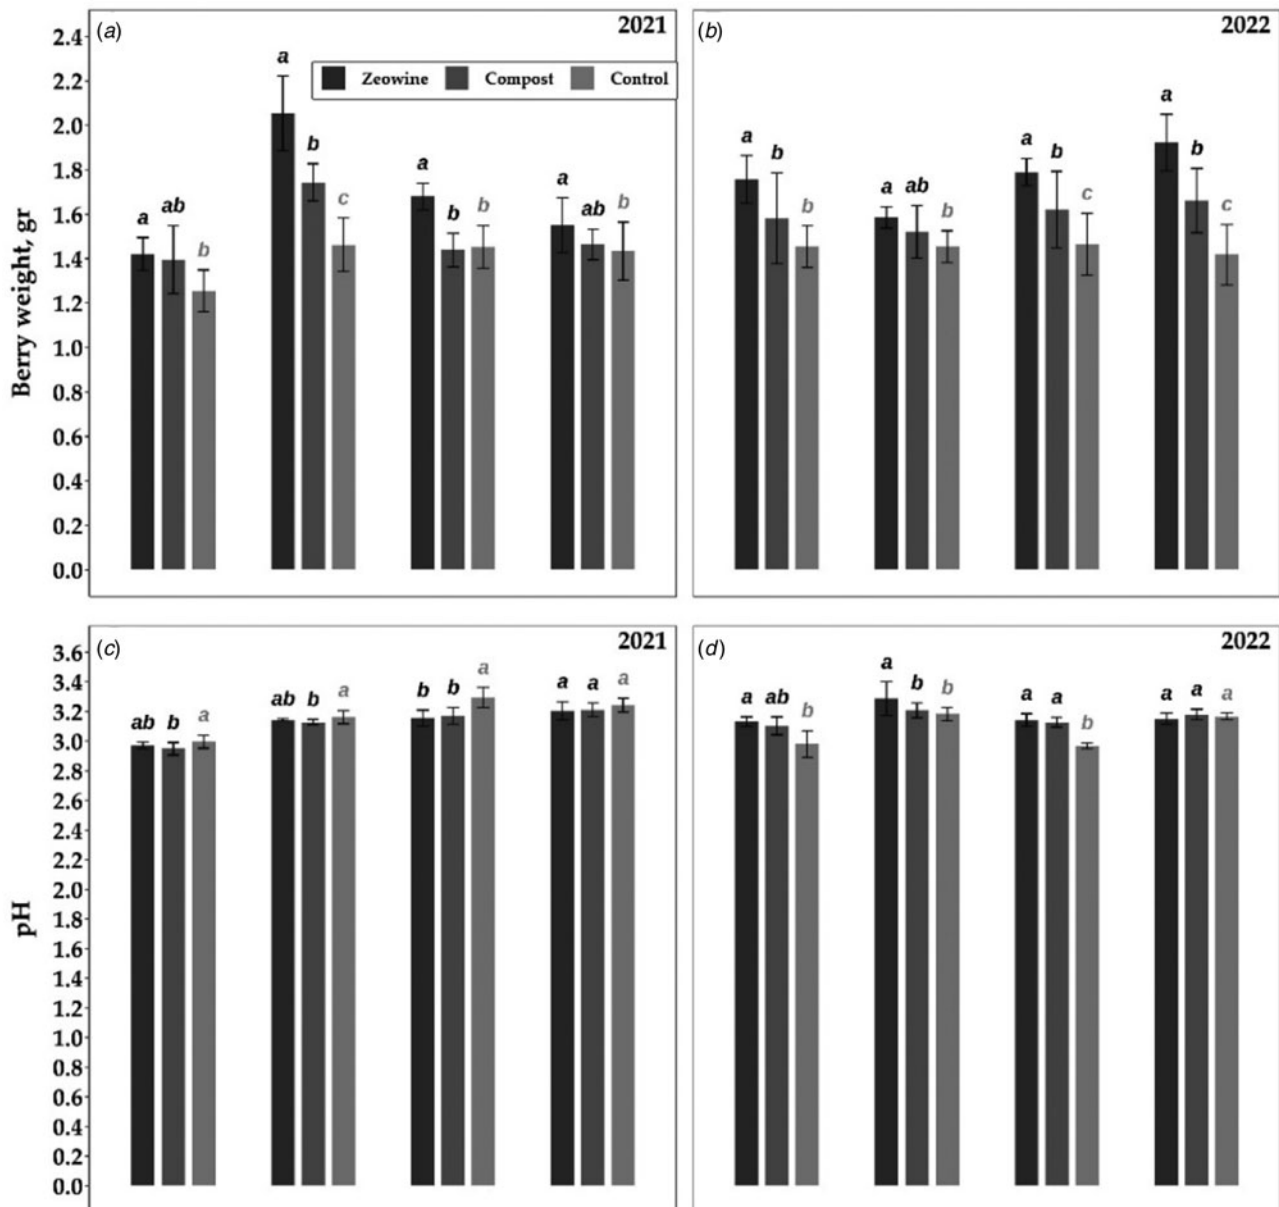 (a)
2021
(b)
2022
2.4
2.2
2.0
1.8
1.6
1.4
1.2
1.0
0.8
0.6
0.4
0.2
0.0
Berry weight, gr
Zeowine Compost Control
a ab b
a b c
a b b
a ab b
a b b
a ab b
a b c
a b c
(c)
2021
(d)
2022
3.6
3.4
3.2
3.0
2.8
2.6
2.4
2.2
2.0
1.8
1.6
1.4
1.2
1.0
0.8
0.6
0.4
0.2
0.0
pH
ab b a
ab b a
b b a
a a a
a ab b
a b b
a a b
a a a